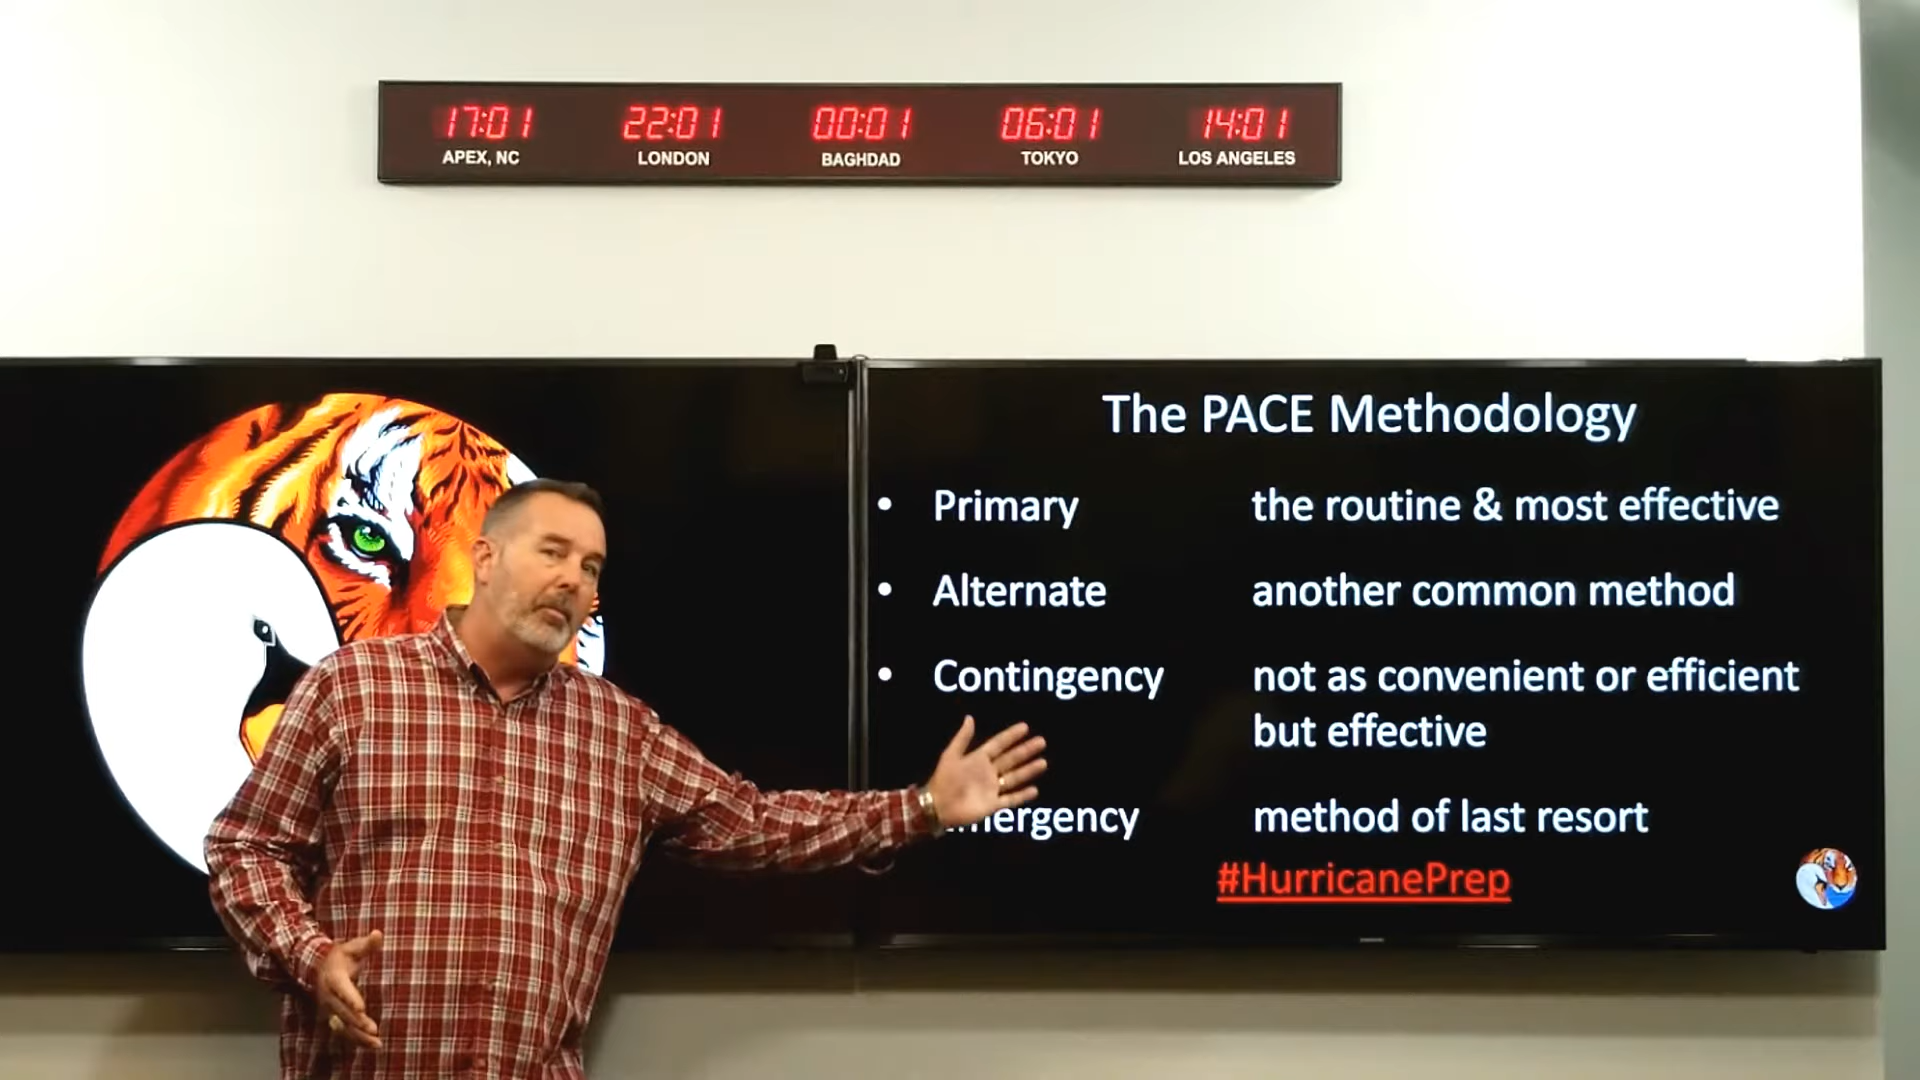 17:01 22:01 00:01 06:01 14:01
APEX, NC LONDON BAGHDAD TOKYO LOS ANGELES
The PACE Methodology
• Primary the routine & most effective
• Alternate another common method
• Contingency not as convenient or efficient
but effective
method of last resort
#HurricanePrep